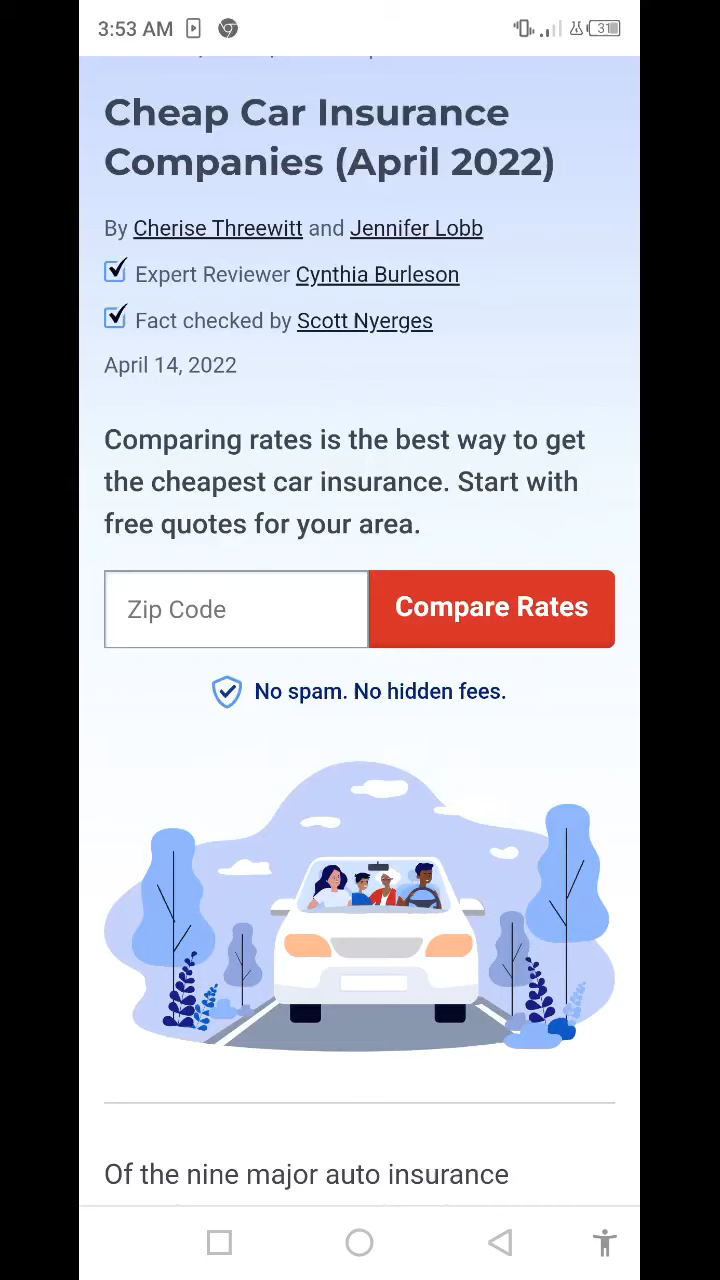 3:53 AM
31
Cheap Car Insurance
Companies (April 2022)
By Cherise Threewitt and Jennifer Lobb
Expert Reviewer Cynthia Burleson
Fact checked by Scott Nyerges
April 14, 2022
Comparing rates is the best way to get
the cheapest car insurance. Start with
free quotes for your area.
Zip Code
Compare Rates
No spam. No hidden fees.
Of the nine major auto insurance